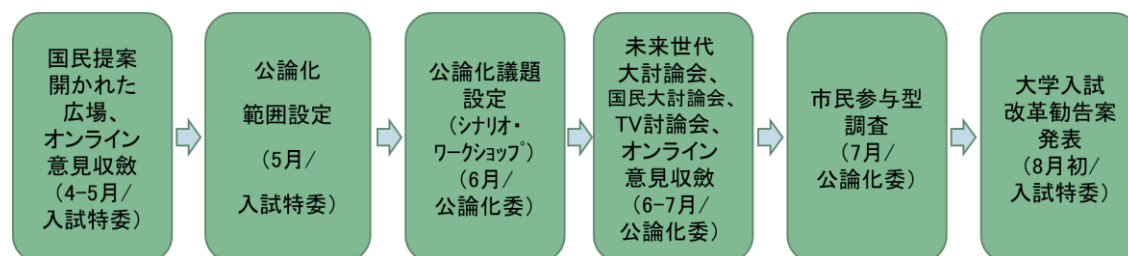 国民提案
開かれた
広場、
オンライン
意見収斂
(4-5月/
入試特委)
公論化
範囲設定
(5月/
入試特委)
公論化議題
設定
(ｼﾅﾘｵ・
ﾜｰｸｼｮｯﾌﾟ)
(6月/
公論化委)
未来世代
大討論会、
国民大討論会、
TV討論会、
オンライン
意見収斂
(6-7月/
公論化委)
市民参与型
調査
(7月/
公論化委)
大学入試
改革勧告案
発表
(8月初/
入試特委)